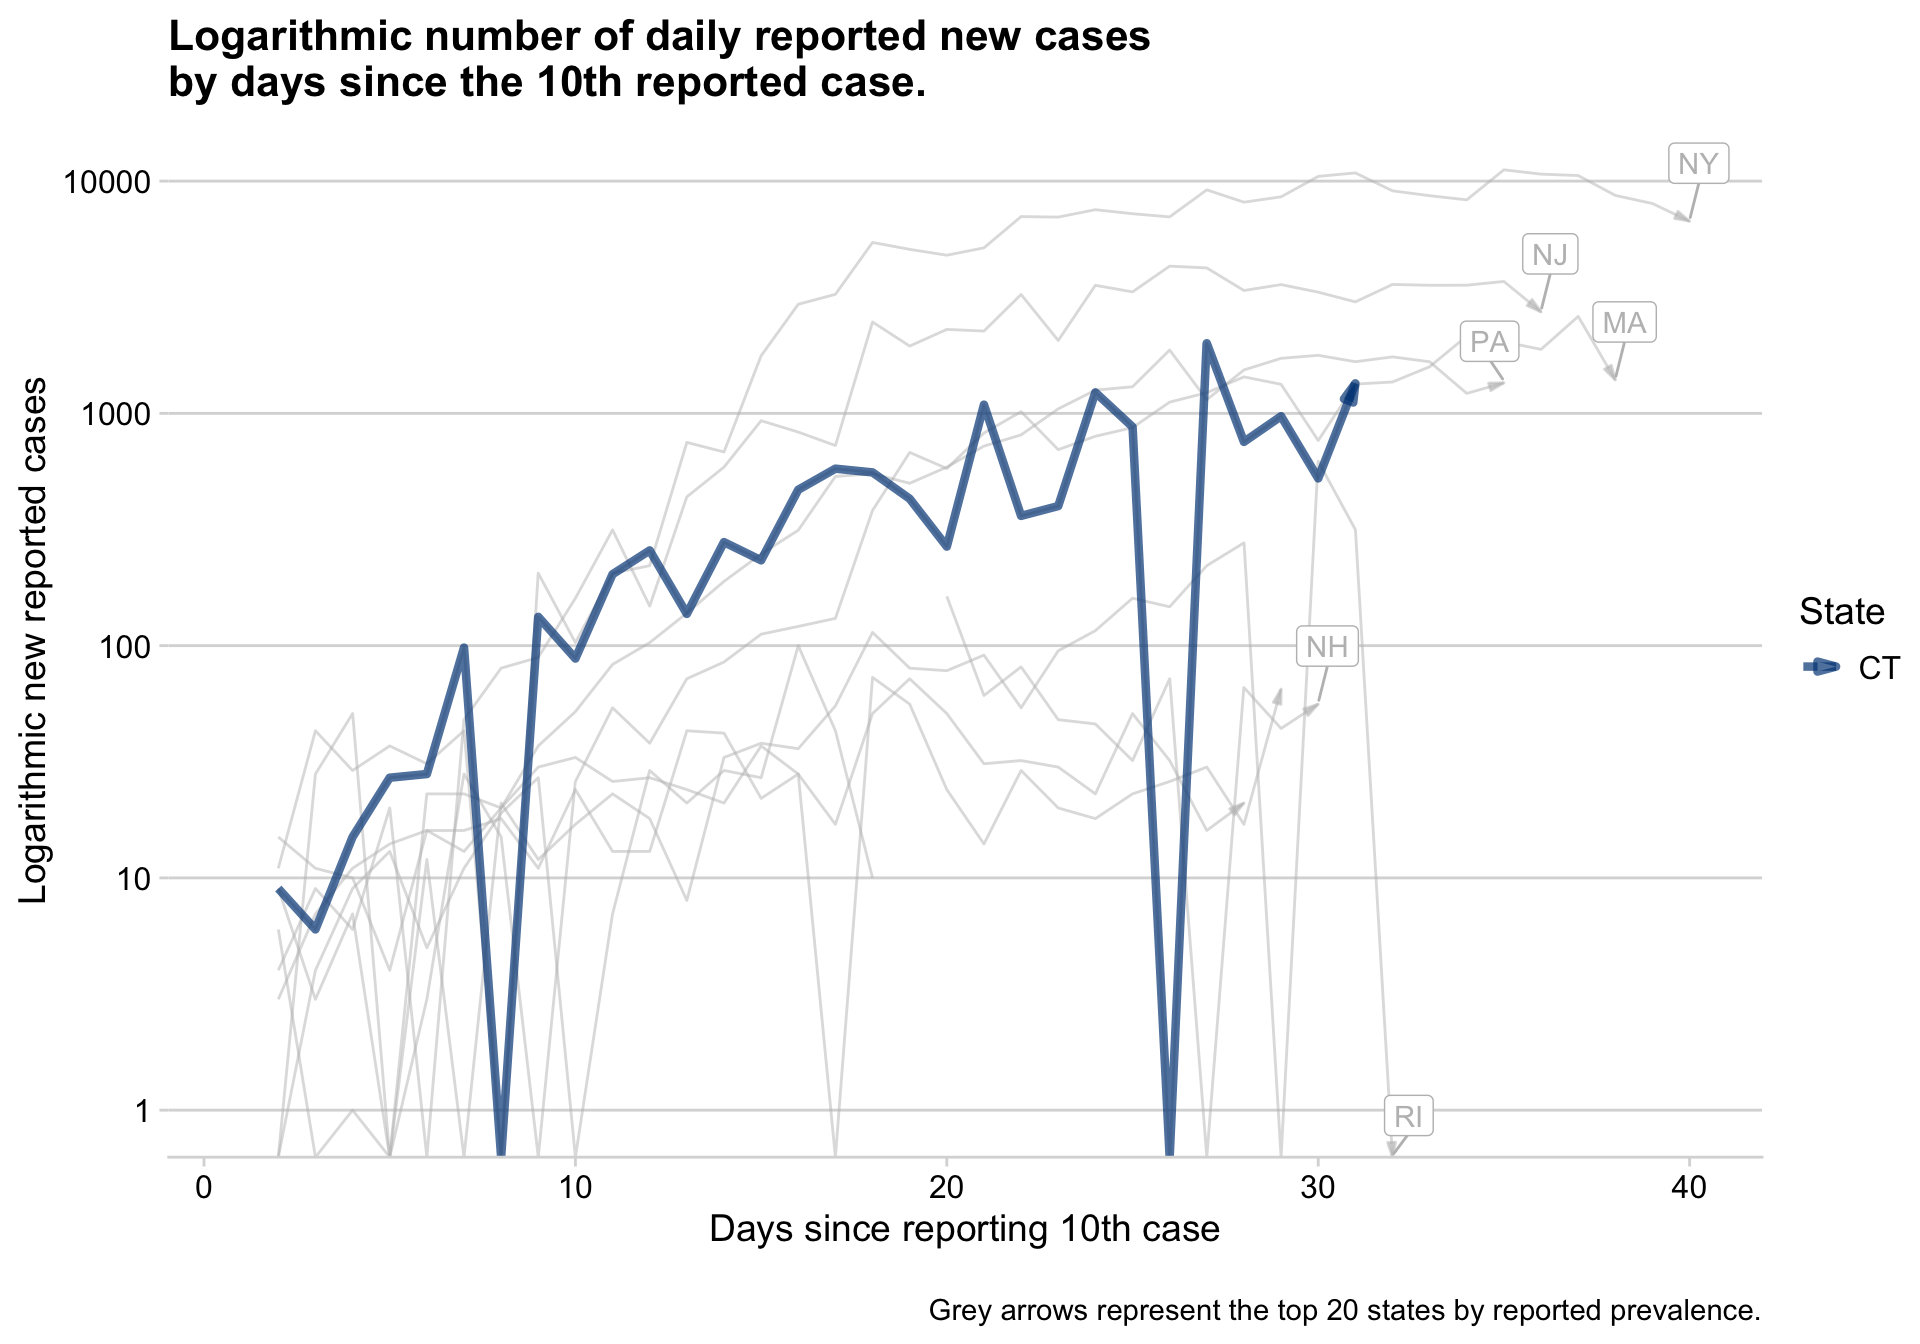 Logarithmic number of daily reported new cases
by days since the 10th reported case.
Logarithmic new reported cases
10000
1000
100
10
1
NY
NJ
MA
PA
NH
RI
State
CT
0 10 20 30 40
Days since reporting 10th case
Grey arrows represent the top 20 states by reported prevalence.